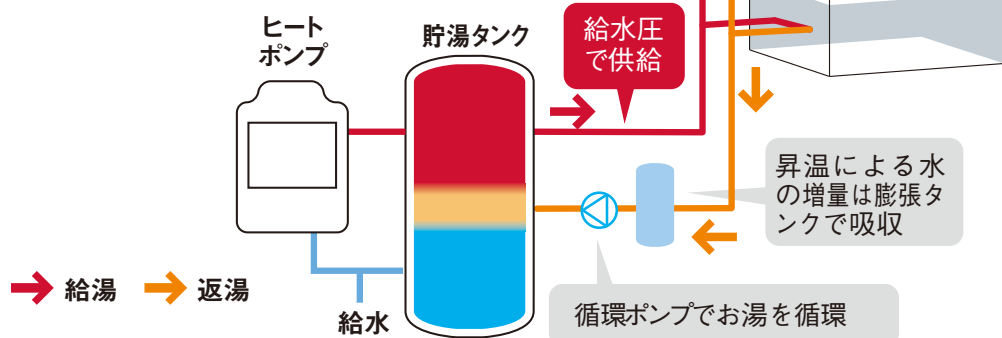 ヒート
ポンプ
貯湯タンク
給水圧
で供給
昇温による水
の増量は膨張タ
ンクで吸収
給湯
返湯
給水
循環ポンプでお湯を循環